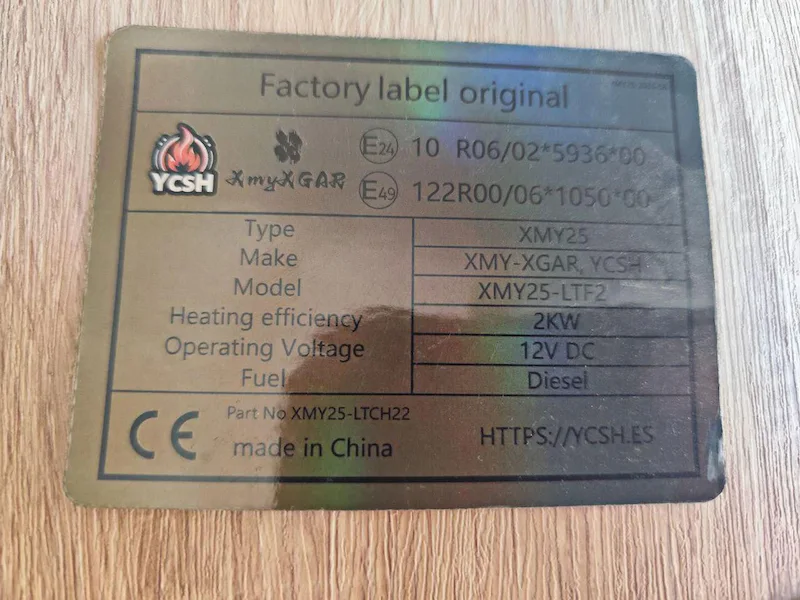 Factory label original
YCSH
XmyXGAR
E24 10 R06/02*5936*00
E49 122R00/06*1050*00
Type XMY25
Make XMY-XGAR, YCSH
Model XMY25-LTF2
Heating efficiency 2KW
Operating Voltage 12V DC
Fuel Diesel
CE
Part No XMY25-LTCH22
made in China
HTTPS://YCSH.ES